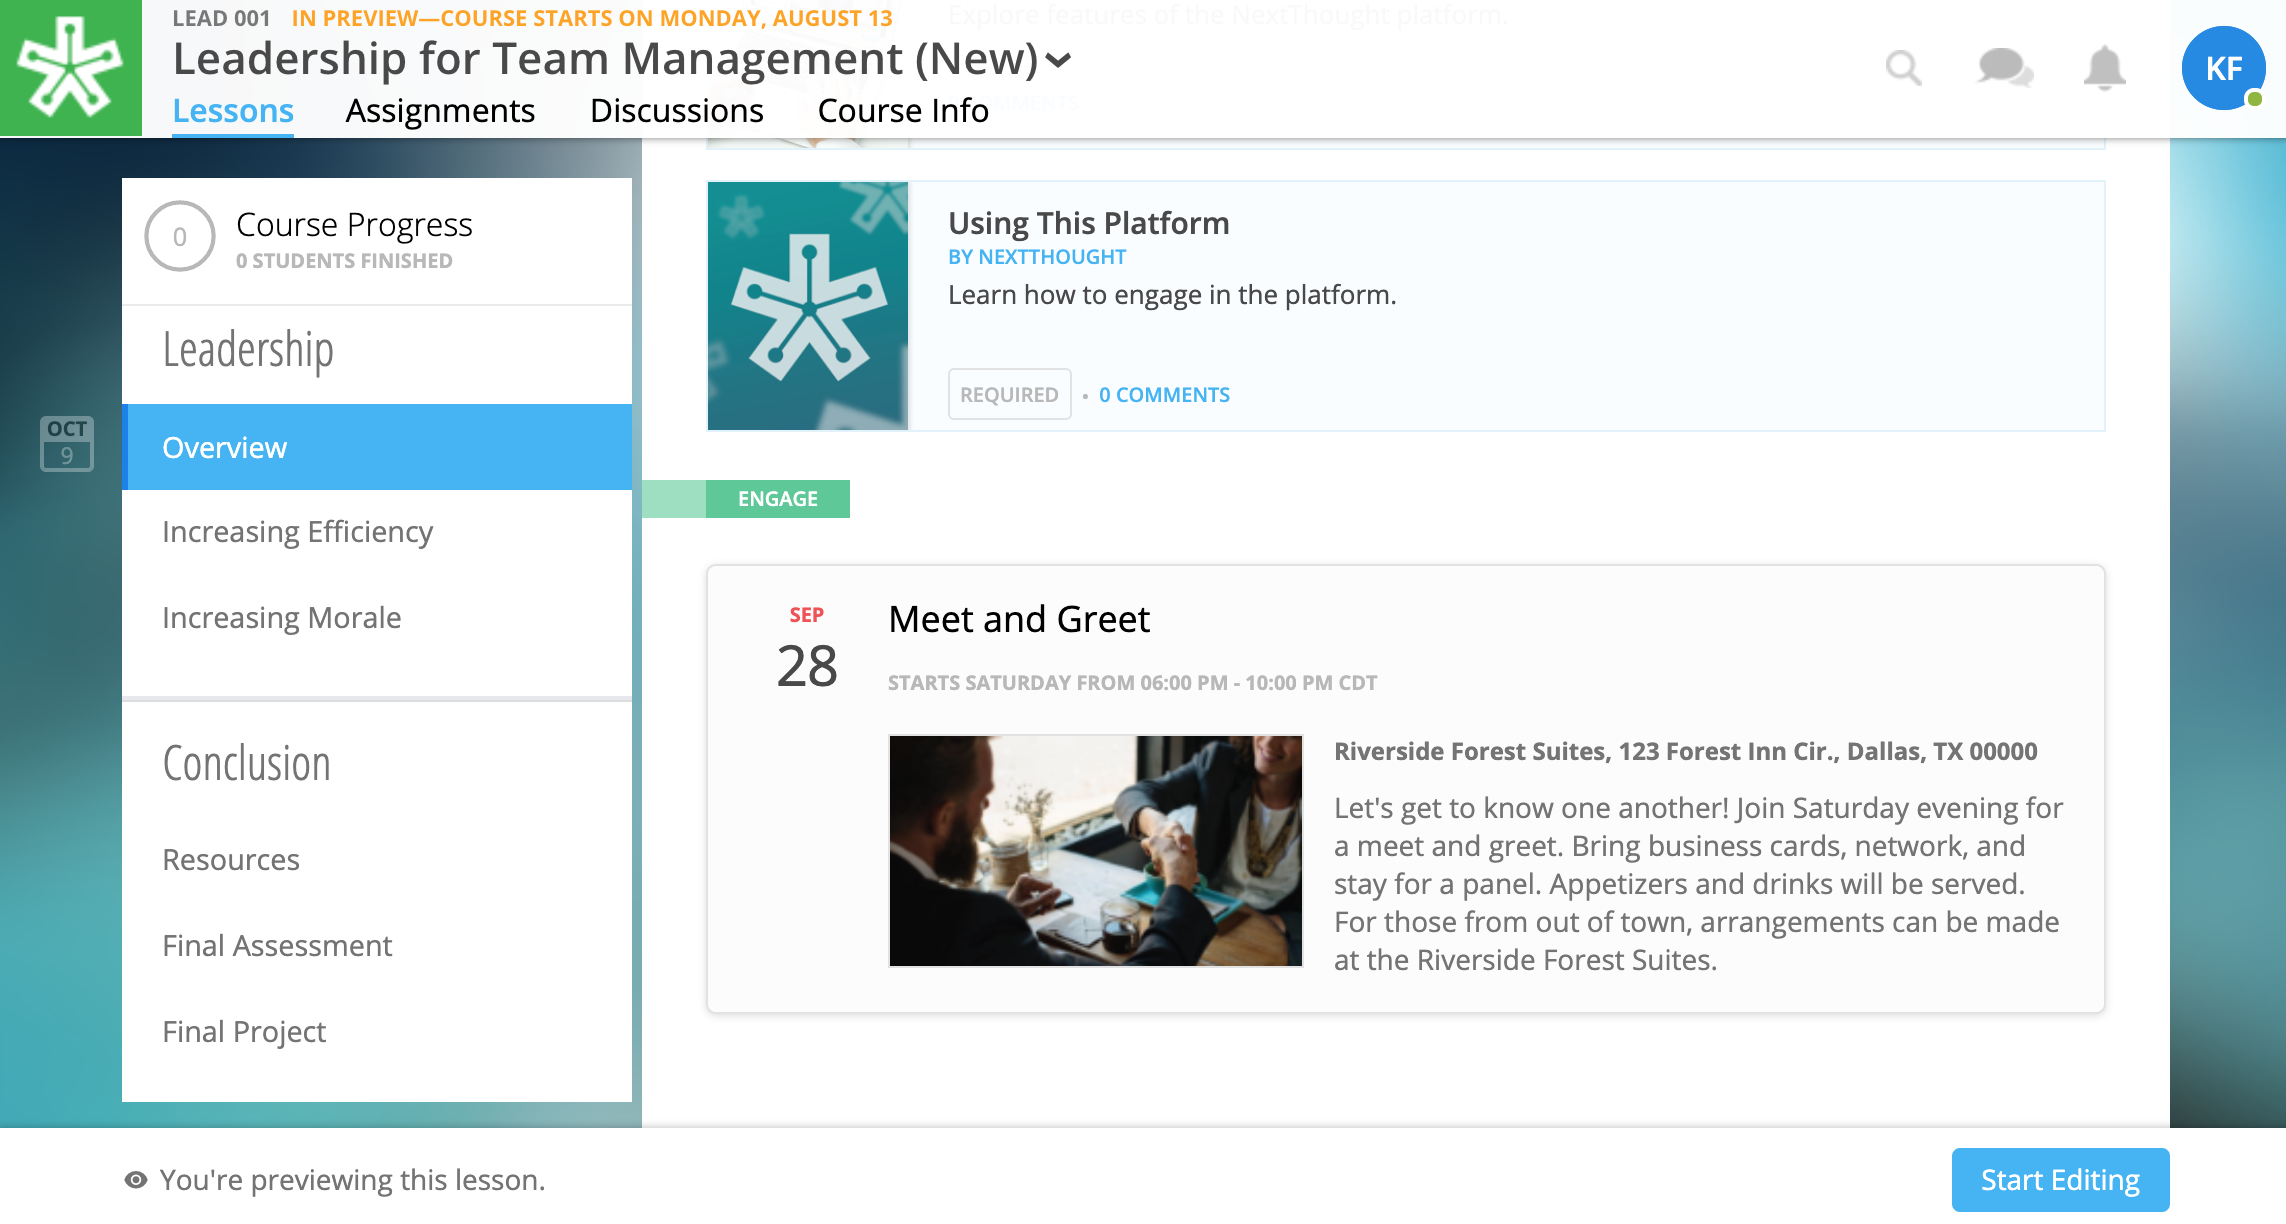 LEAD 001 IN PREVIEW—COURSE STARTS ON MONDAY, AUGUST 13
Explore features of the NextThought platform.
Leadership for Team Management (New)
Lessons Assignments Discussions Course Info
COMMENTS
KF
0
Course Progress
0 STUDENTS FINISHED
Leadership
OCT
9
Overview
Increasing Efficiency
Increasing Morale
Conclusion
Resources
Final Assessment
Final Project
Using This Platform
BY NEXTTHOUGHT
Learn how to engage in the platform.
REQUIRED • 0 COMMENTS
ENGAGE
SEP
28
Meet and Greet
STARTS SATURDAY FROM 06:00 PM - 10:00 PM CDT
Riverside Forest Suites, 123 Forest Inn Cir., Dallas, TX 00000
Let's get to know one another! Join Saturday evening for
a meet and greet. Bring business cards, network, and
stay for a panel. Appetizers and drinks will be served.
For those from out of town, arrangements can be made
at the Riverside Forest Suites.
You're previewing this lesson.
Start Editing